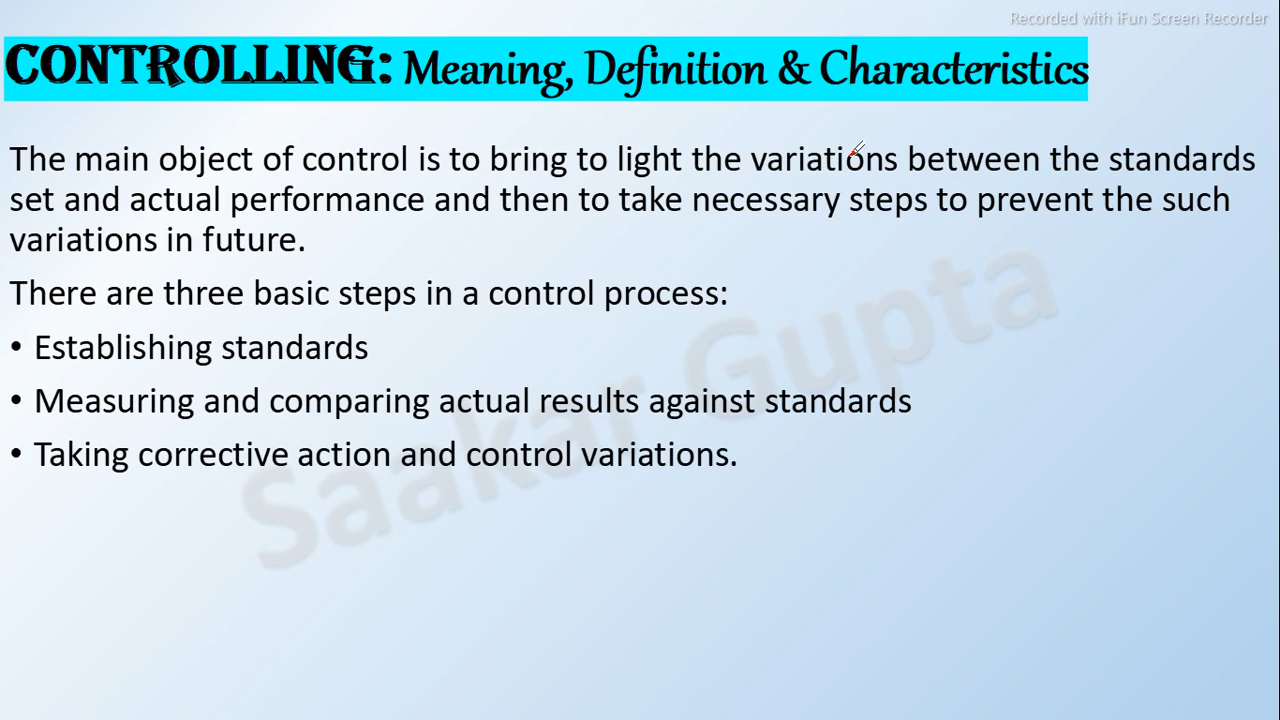 Recorded with iFun Screen Recorder
CONTROLLING: Meaning, Definition & Characteristics
The main object of control is to bring to light the variations between the standards
set and actual performance and then to take necessary steps to prevent the such
variations in future.
There are three basic steps in a control process:
• Establishing standards
• Measuring and comparing actual results against standards
• Taking corrective action and control variations.
Saakar Gupta